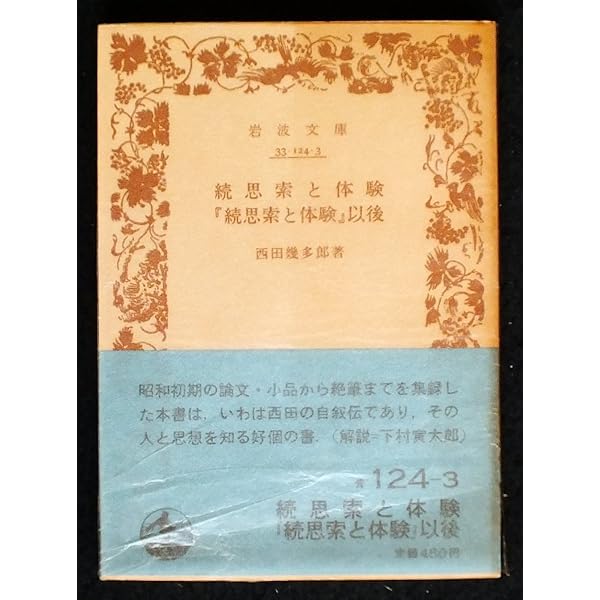 岩波文庫
33-124-3
続思索と体験
『続思索と体験』以後
西田幾多郎著
昭和初期の論文・小品から絶筆までを集録し
た本書は，いわば西田の自叙伝であり，その
人と思想を知る好個の書．（解説=下村寅太郎）
青124-3
続思索と体験
『続思索と体験』以後
定価450円